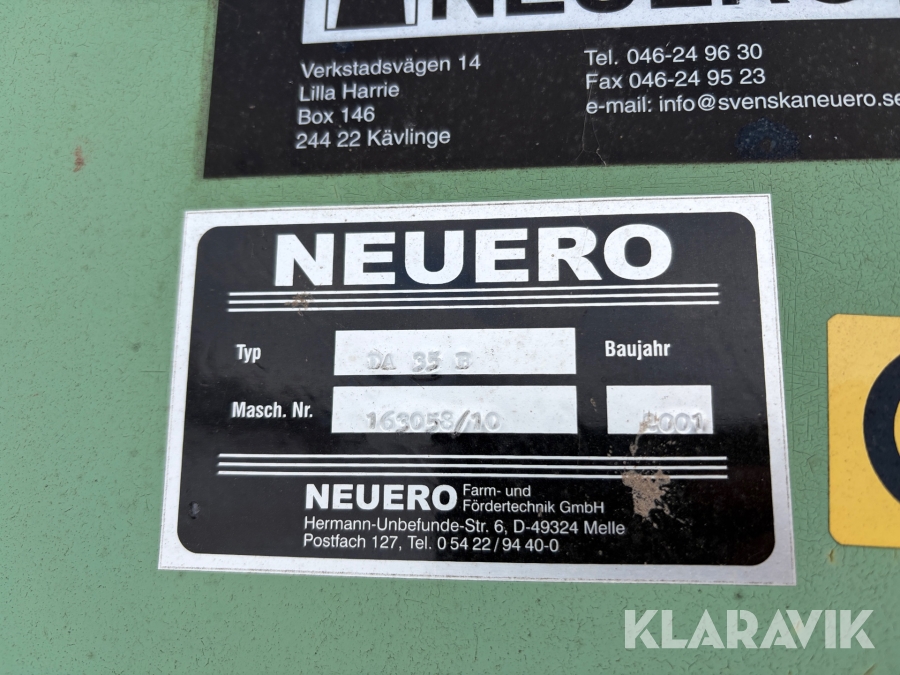 NEUERO
Verkstadsvägen 14
Lilla Harrie
Box 146
244 22 Kävlinge
Tel. 046-24 96 30
Fax 046-24 95 23
e-mail: info@svenskaneuero.se
NEUERO
Typ DA 35 E Baujahr
Masch. Nr. 163058/10 2001
NEUERO Farm- und
Fördertechnik GmbH
Hermann-Unbefunde-Str. 6, D-49324 Melle
Postfach 127, Tel. 0 54 22 / 94 40-0
KLARAVIK